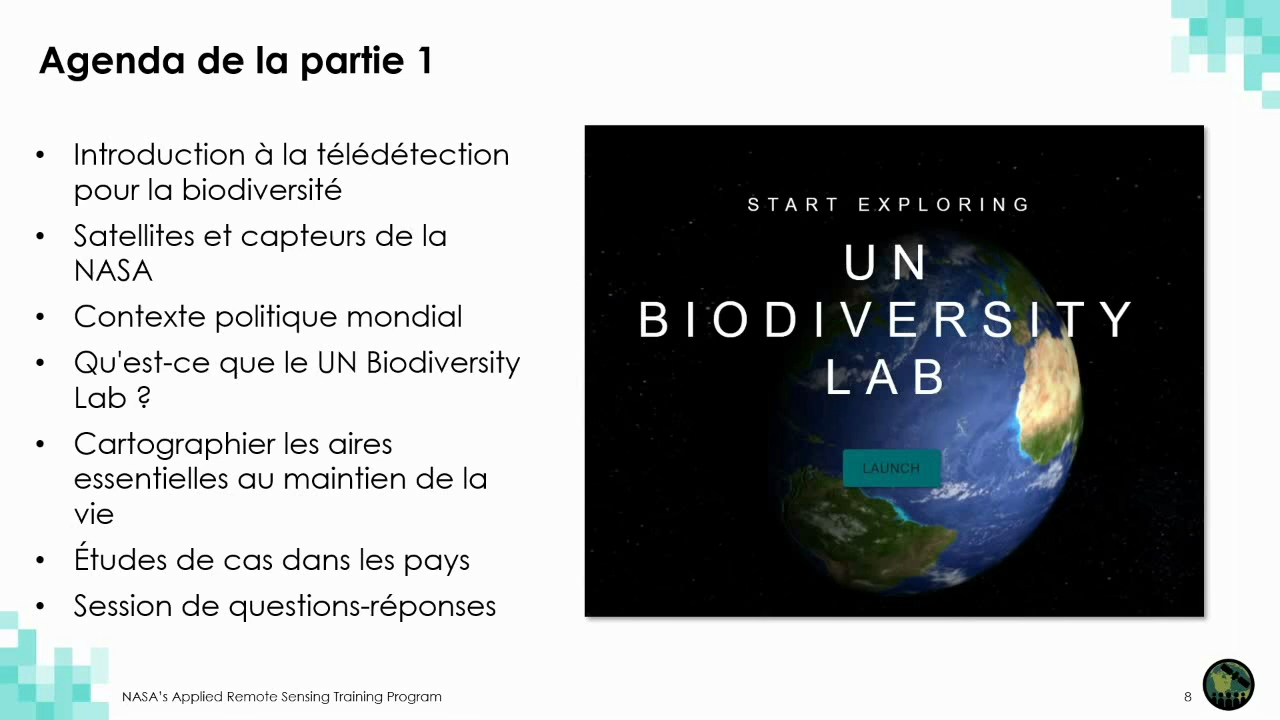 Agenda de la partie 1
• Introduction à la télédétection
pour la biodiversité
• Satellites et capteurs de la
NASA
• Contexte politique mondial
• Qu'est-ce que le UN Biodiversity
Lab ?
• Cartographier les aires
essentielles au maintien de la
vie
• Études de cas dans les pays
• Session de questions-réponses
START EXPLORING
UN
BIODIVERSITY
LAB
LAUNCH
NASA's Applied Remote Sensing Training Program
8